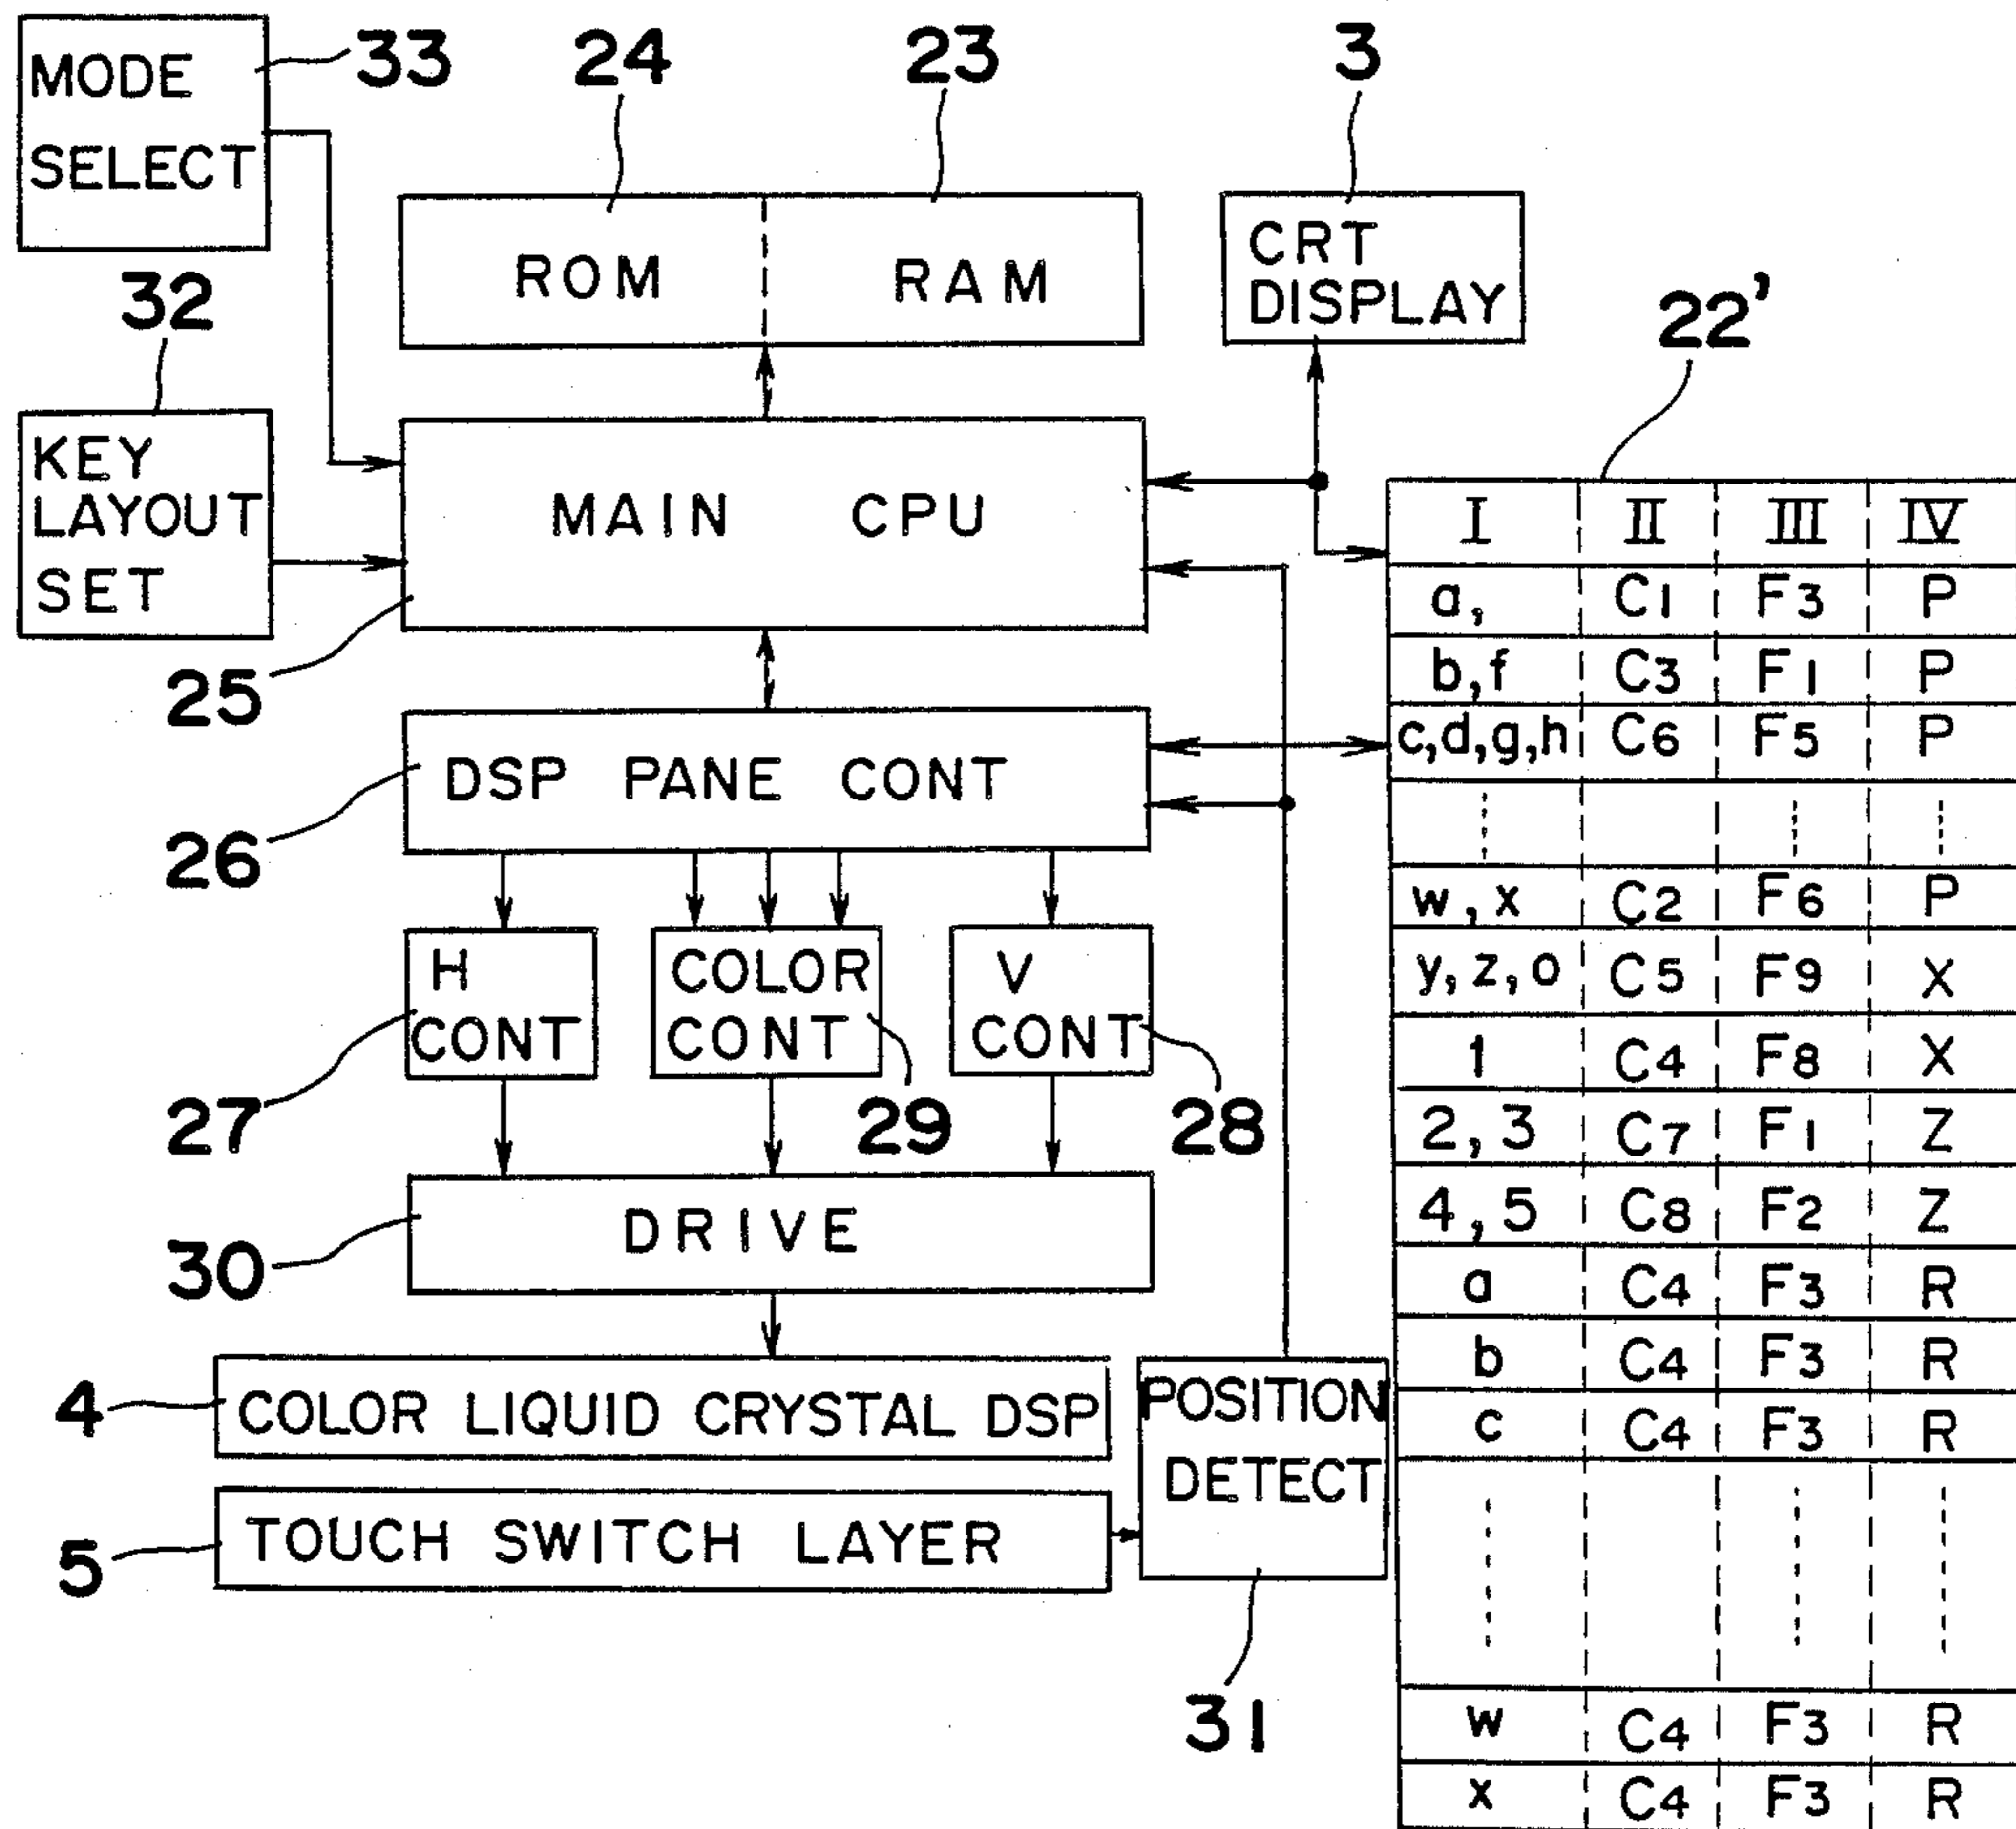 MODE
SELECT
33
24
23
3
ROM
RAM
CRT
DISPLAY
32
22'
KEY
LAYOUT
SET
MAIN CPU
25
DSP PANE CONT
26
H
CONT
COLOR
CONT
V
CONT
27
29
28
DRIVE
30
4
COLOR LIQUID CRYSTAL DSP
5
TOUCH SWITCH LAYER
POSITION
DETECT
31
I II III IV
a, C1 F3 P
b,f C3 F1 P
c,d,g,h C6 F5 P
w,x C2 F6 P
y,z,o C5 F9 X
1 C4 F8 X
2,3 C7 F1 Z
4,5 C8 F2 Z
a C4 F3 R
b C4 F3 R
c C4 F3 R
w C4 F3 R
x C4 F3 R